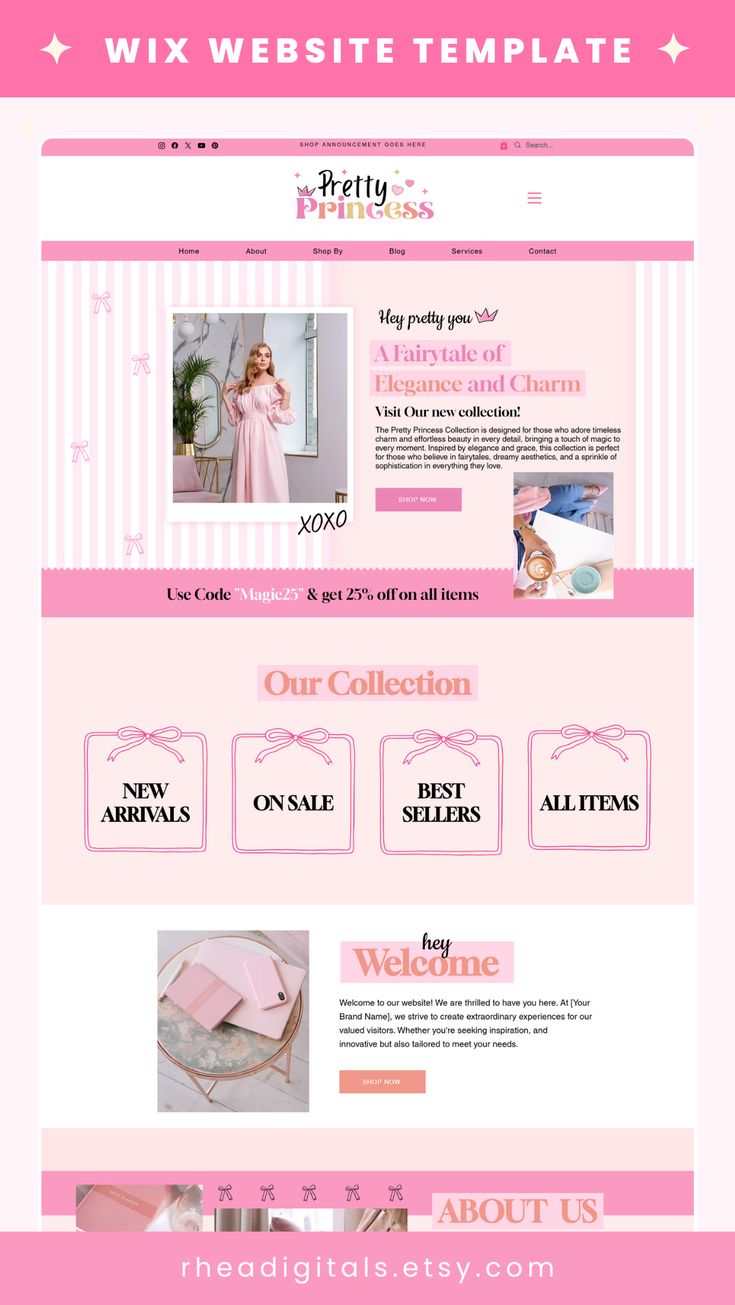 WIX WEBSITE TEMPLATE
SHOP ANNOUNCEMENT GOES HERE
Search...
Pretty
Princess
Home About Shop By Blog Services Contact
Hey pretty you
A Fairytale of
Elegance and Charm
Visit Our new collection!
The Pretty Princess Collection is designed for those who adore timeless
charm and effortless beauty in every detail, bringing a touch of magic to
every moment. Inspired by elegance and grace, this collection is perfect
for those who believe in fairytales, dreamy aesthetics, and a sprinkle of
sophistication in everything they love.
SHOP NOW
XOXO
Use Code "Magic25" & get 25% off on all items
Our Collection
NEW
ARRIVALS
ON SALE
BEST
SELLERS
ALL ITEMS
hey
Welcome
Welcome to our website! We are thrilled to have you here. At [Your
Brand Name], we strive to create extraordinary experiences for our
valued visitors. Whether you're seeking inspiration, and
innovative but also tailored to meet your needs.
SHOP NOW
ABOUT US
rheadigitals.etsy.com